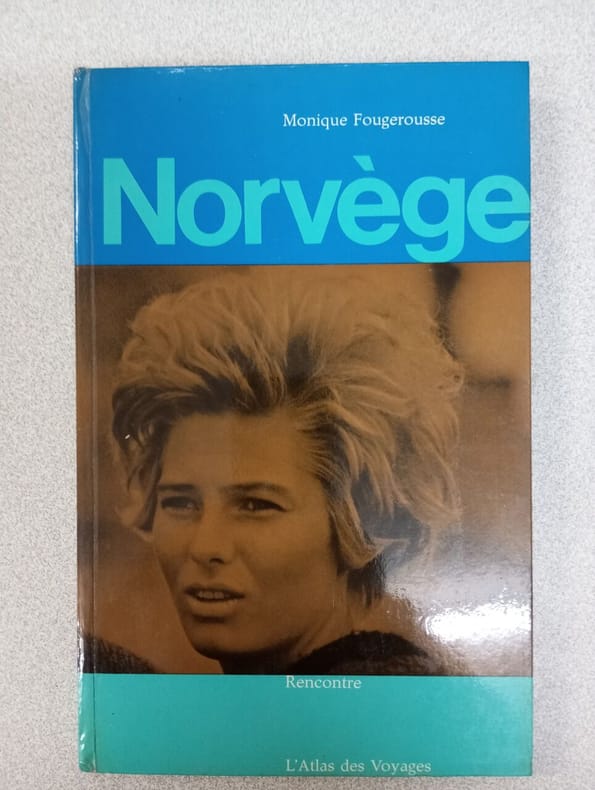 Monique Fougerousse
Norvège
Rencontre
L'Atlas des Voyages